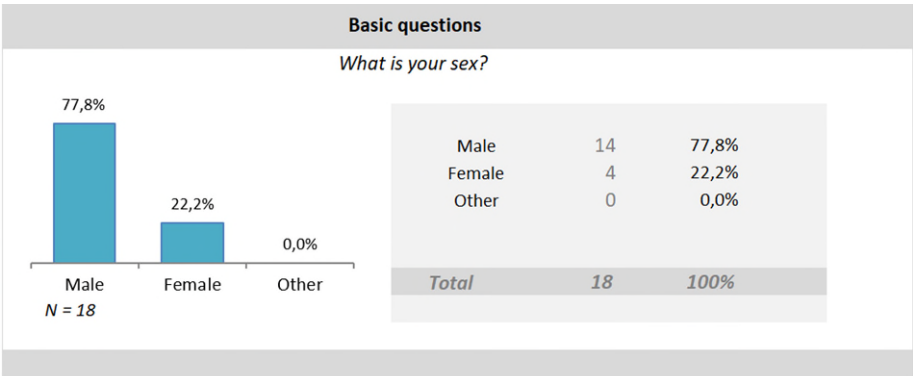 Basic questions
What is your sex?
77,8%
22,2%
0,0%
Male Female Other
N = 18
Male 14 77,8%
Female 4 22,2%
Other 0 0,0%
Total 18 100%